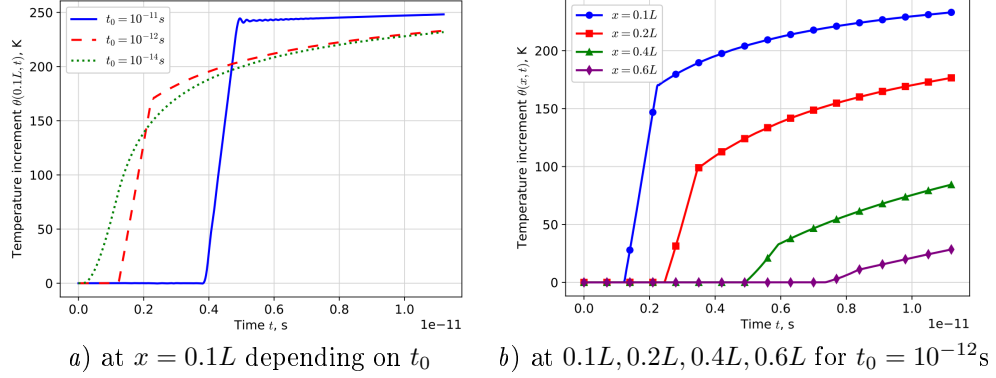 t₀ = 10⁻¹¹s
t₀ = 10⁻¹²s
t₀ = 10⁻¹⁴s
Temperature increment θ(0.1L, t), K
250
200
150
100
50
0
0.0 0.2 0.4 0.6 0.8 1.0
1e−11
Time t, s
a) at x = 0.1L depending on t₀
x = 0.1L
x = 0.2L
x = 0.4L
x = 0.6L
Temperature increment θ(x, t), K
200
150
100
50
0
0.0 0.2 0.4 0.6 0.8 1.0
1e−11
Time t, s
b) at 0.1L, 0.2L, 0.4L, 0.6L for t₀ = 10⁻¹²s